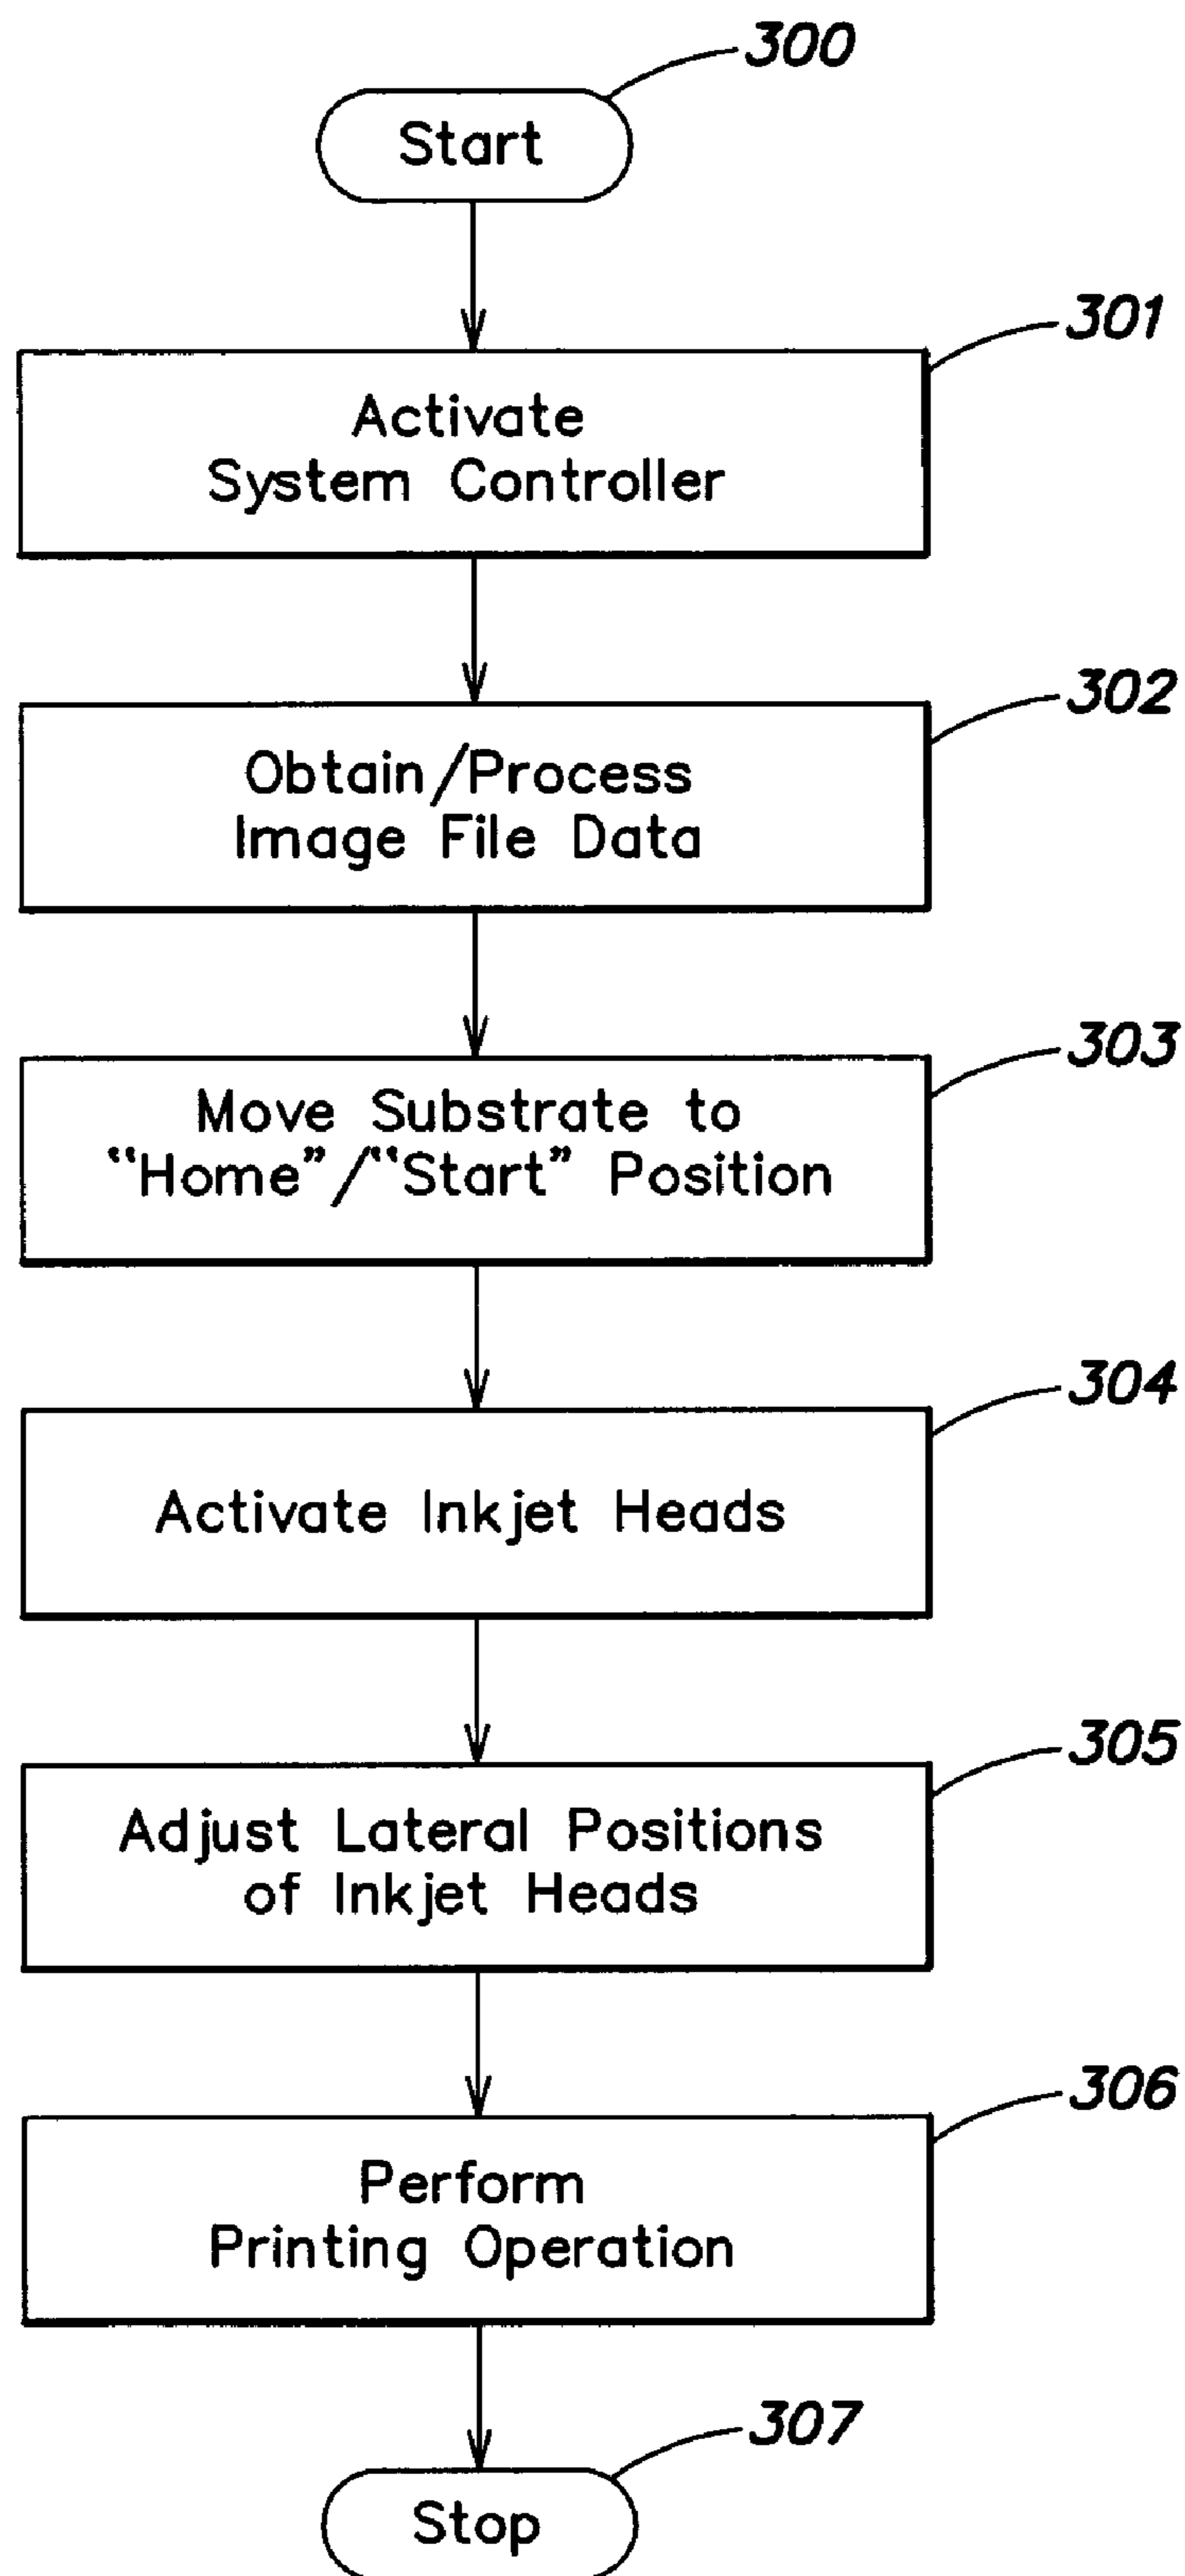 300
Start
301
Activate
System Controller
302
Obtain/Process
Image File Data
303
Move Substrate to
“Home”/“Start” Position
304
Activate Inkjet Heads
305
Adjust Lateral Positions
of Inkjet Heads
306
Perform
Printing Operation
307
Stop